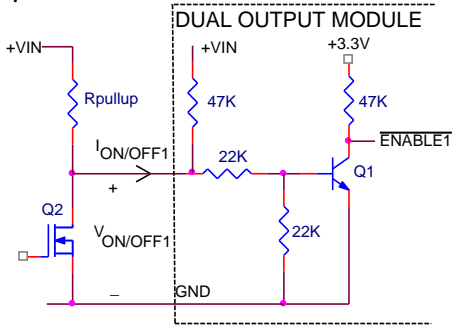 DUAL OUTPUT MODULE
+VIN
+VIN
+3.3V
Rpullup
47K
47K
I ON/OFF1
22K
ENABLE1
+
Q1
Q2
22K
V ON/OFF1
–
GND